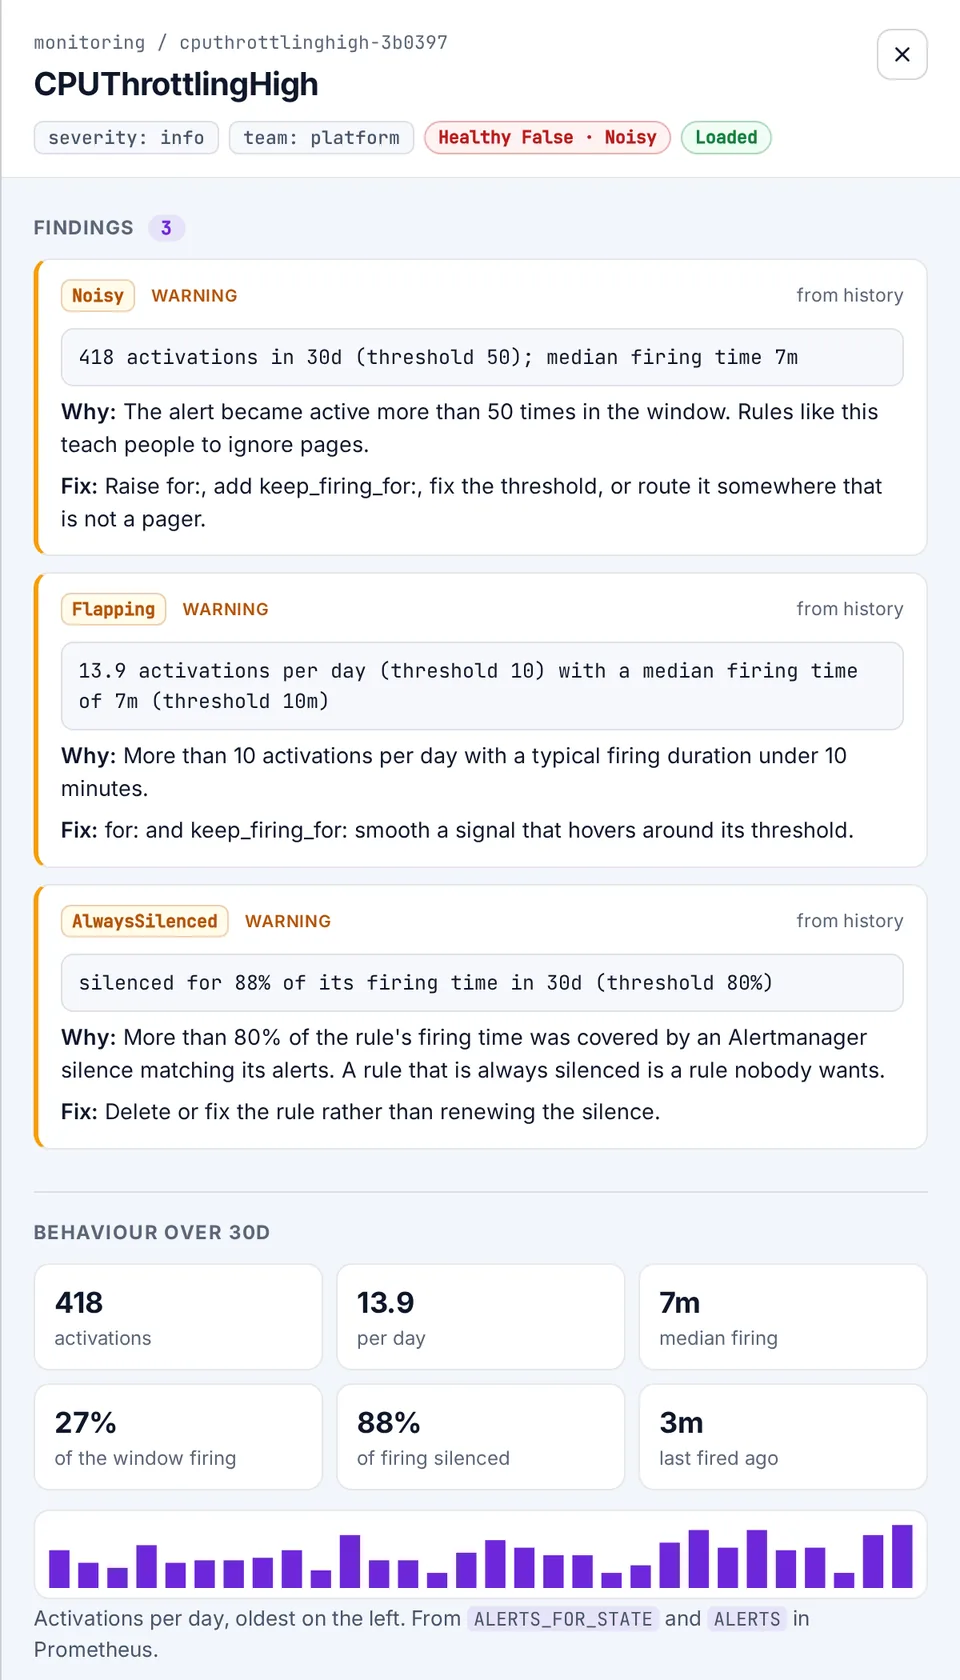 monitoring / cputhrottlinghigh-3b0397
CPUThrottlingHigh
severity: info
team: platform
Healthy False · Noisy
Loaded
FINDINGS 3
Noisy WARNING from history
418 activations in 30d (threshold 50); median firing time 7m
Why: The alert became active more than 50 times in the window. Rules like this
teach people to ignore pages.
Fix: Raise for:, add keep_firing_for:, fix the threshold, or route it somewhere that
is not a pager.
Flapping WARNING from history
13.9 activations per day (threshold 10) with a median firing time
of 7m (threshold 10m)
Why: More than 10 activations per day with a typical firing duration under 10
minutes.
Fix: for: and keep_firing_for: smooth a signal that hovers around its threshold.
AlwaysSilenced WARNING from history
silenced for 88% of its firing time in 30d (threshold 80%)
Why: More than 80% of the rule's firing time was covered by an Alertmanager
silence matching its alerts. A rule that is always silenced is a rule nobody wants.
Fix: Delete or fix the rule rather than renewing the silence.
BEHAVIOUR OVER 30D
418
activations
13.9
per day
7m
median firing
27%
of the window firing
88%
of firing silenced
3m
last fired ago
Activations per day, oldest on the left. From ALERTS_FOR_STATE and ALERTS in
Prometheus.